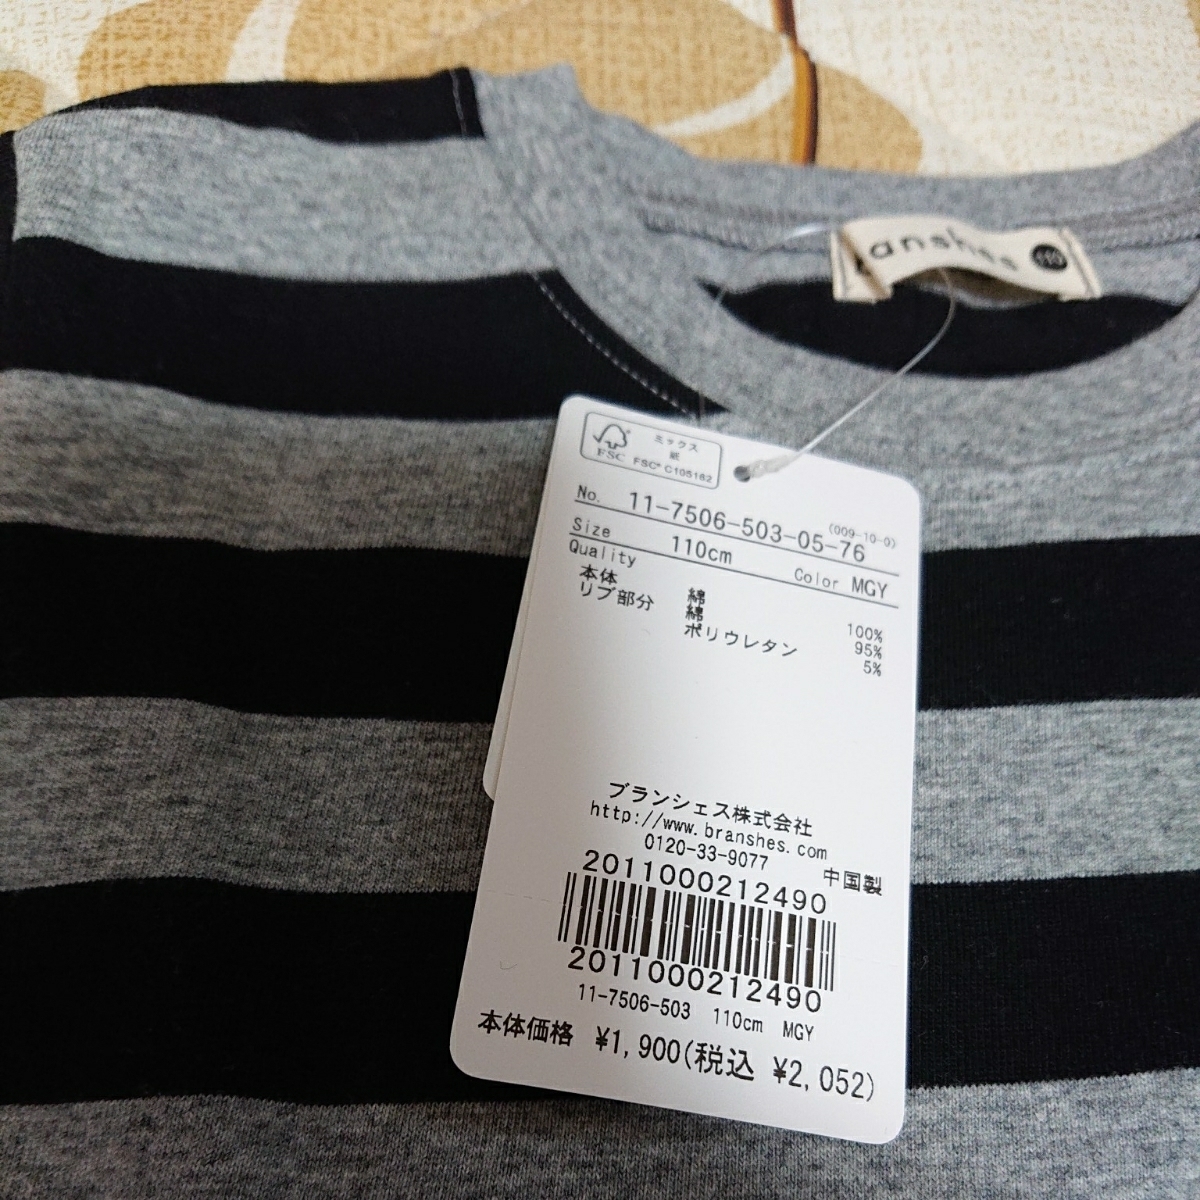 anshes 110
ミックス
紙
FSC FSC® C105162
No. 11-7506-503-05-76 (009-10-0)
Size 110cm Color MGY
Quality
本体 綿 100%
リブ部分 綿 95%
ポリウレタン 5%
ブランシェス株式会社
http://www.branshes.com
0120-33-9077 中国製
2011000212490
2011000212490
11-7506-503 110cm MGY
本体価格 ¥1,900(税込 ¥2,052)